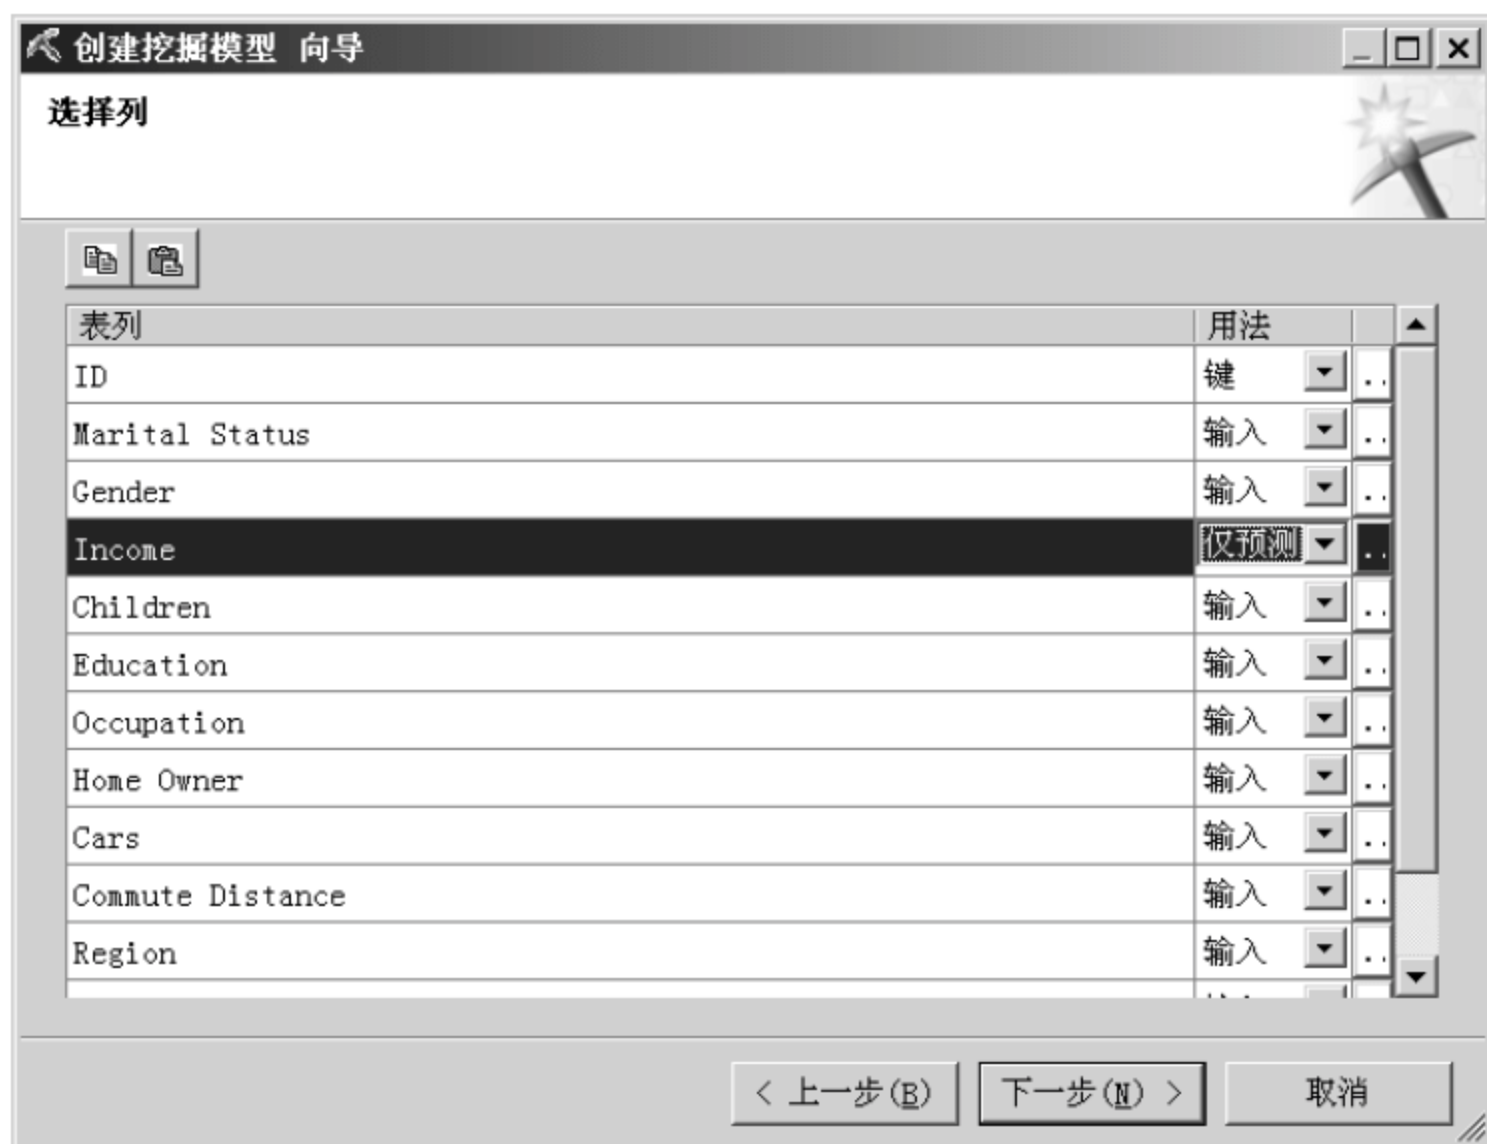 创建挖掘模型 向导
选择列
表列 用法
ID 键 ..
Marital Status 输入 ..
Gender 输入 ..
Income 仅预测 ..
Children 输入 ..
Education 输入 ..
Occupation 输入 ..
Home Owner 输入 ..
Cars 输入 ..
Commute Distance 输入 ..
Region 输入 ..
< 上一步(B) 下一步(N) > 取消